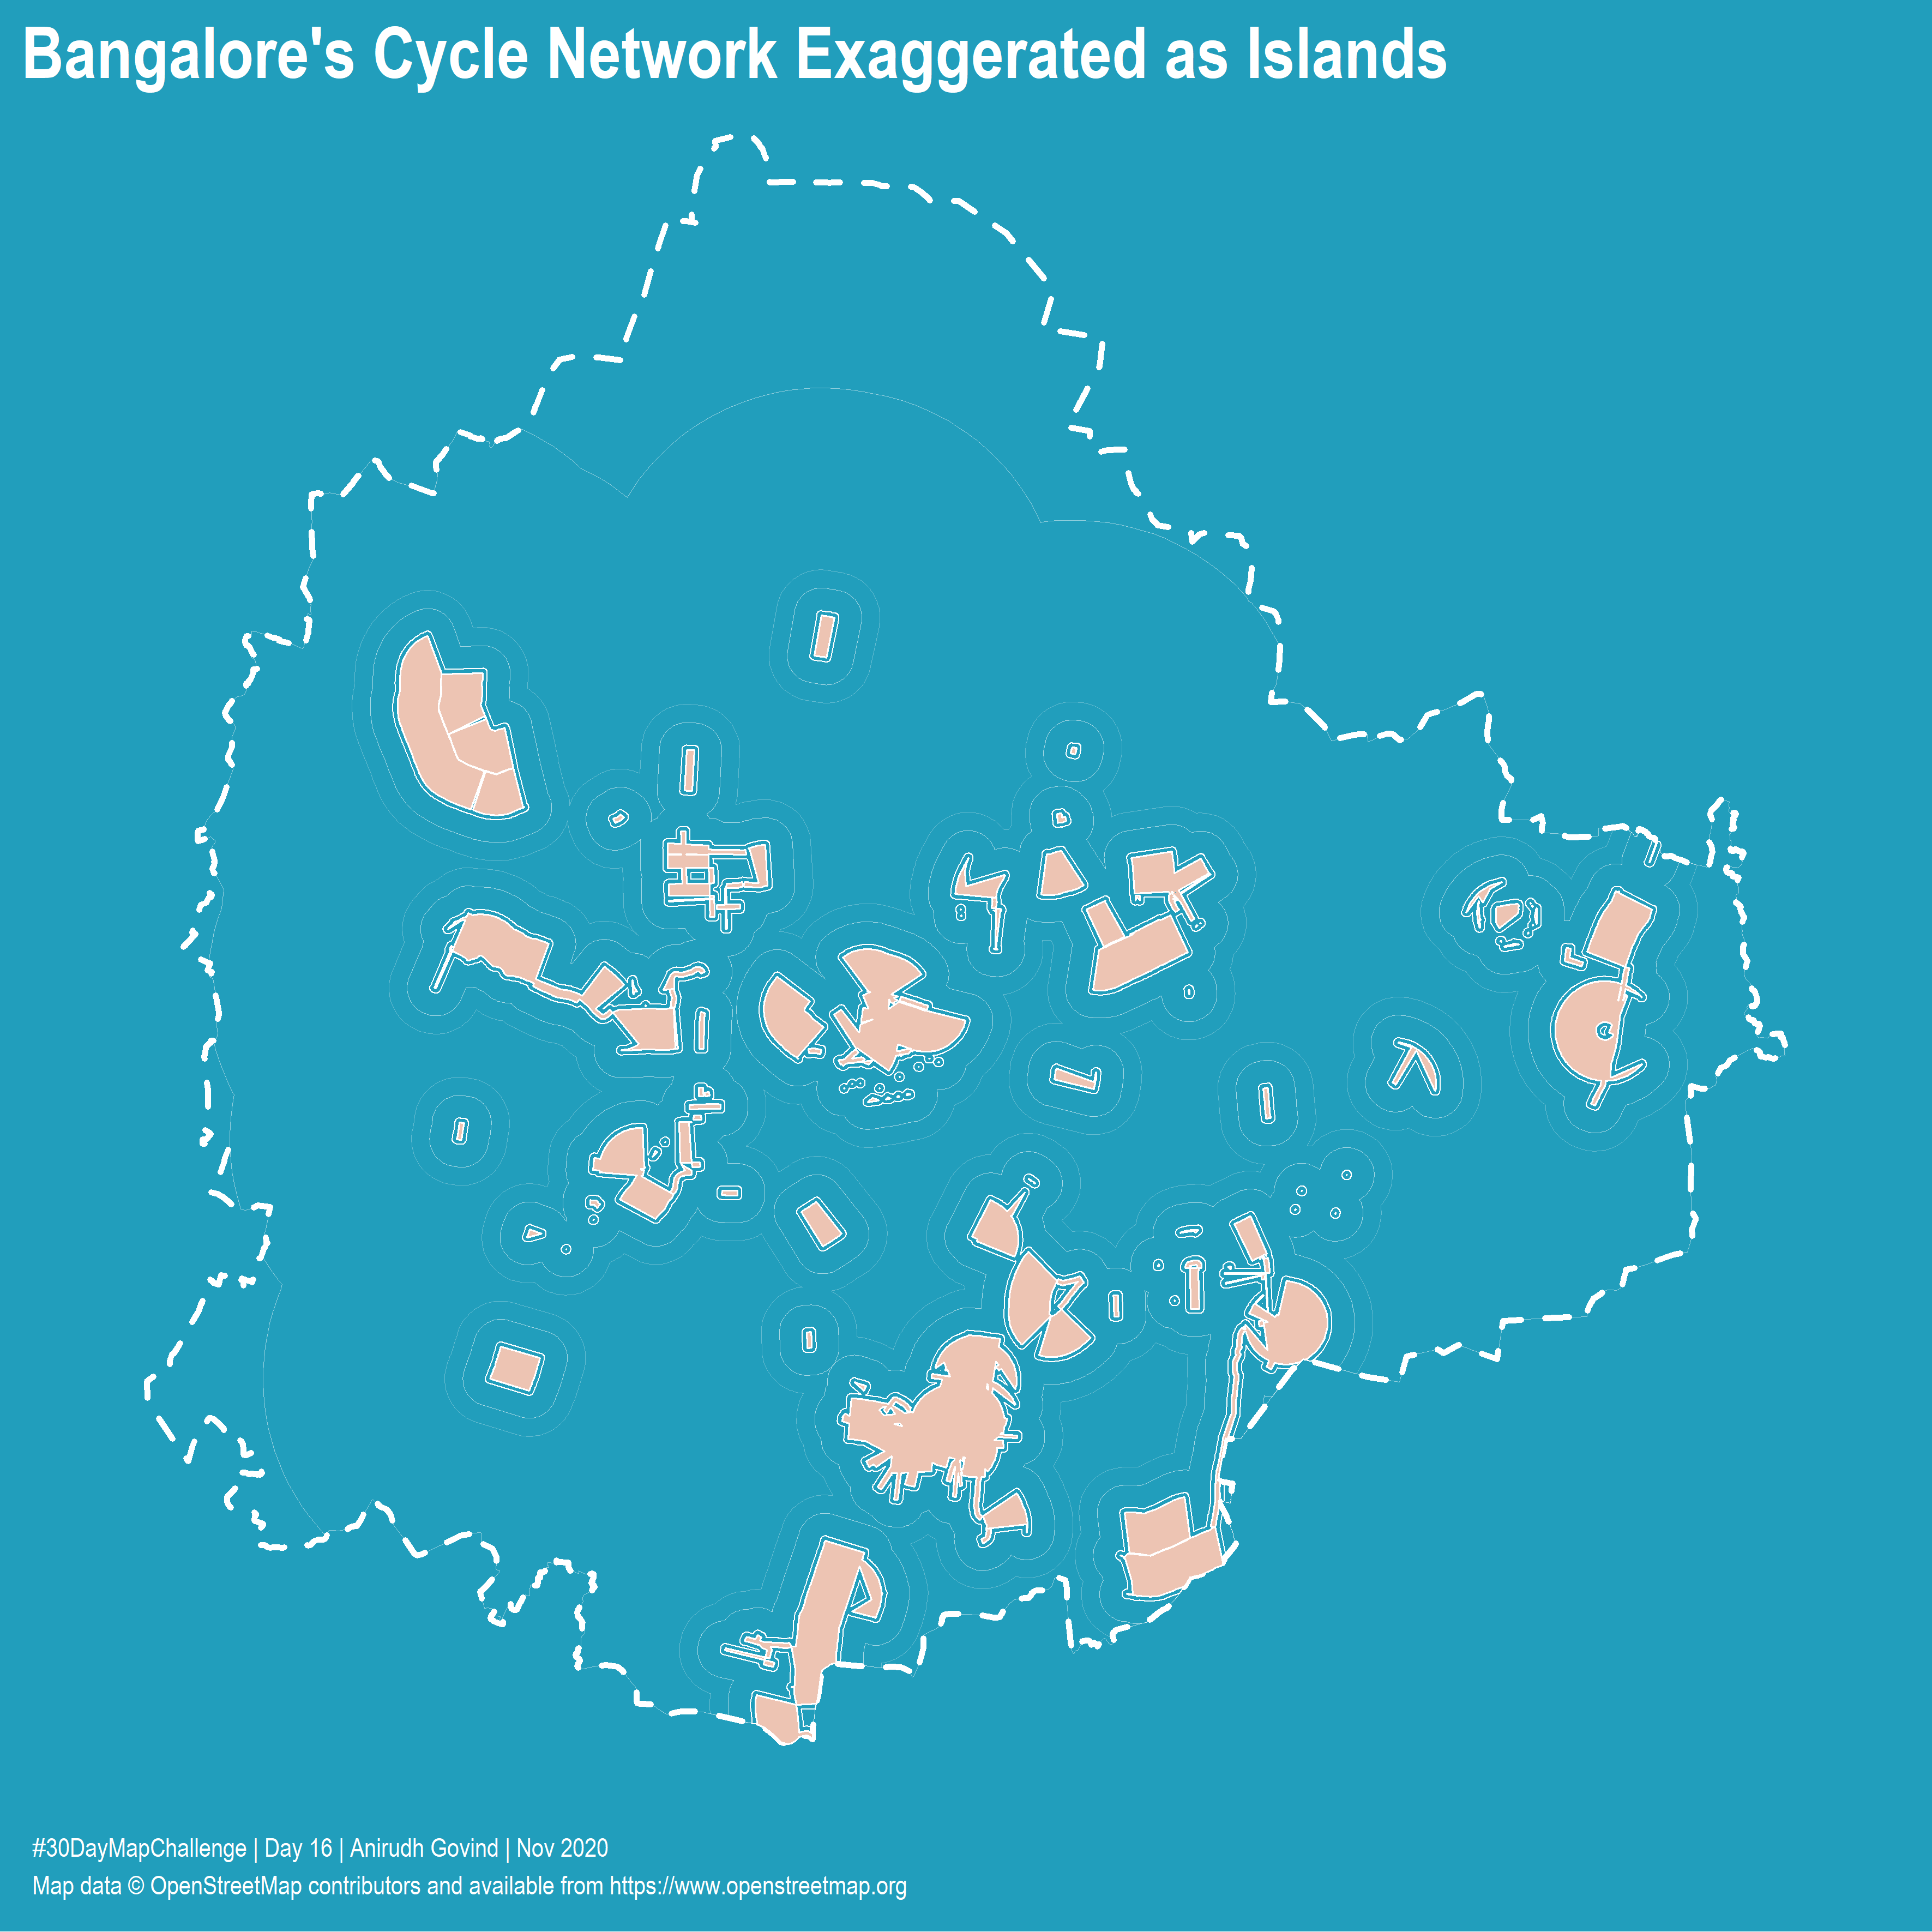 Bangalore's Cycle Network Exaggerated as Islands
#30DayMapChallenge | Day 16 | Anirudh Govind | Nov 2020
Map data © OpenStreetMap contributors and available from https://www.openstreetmap.org